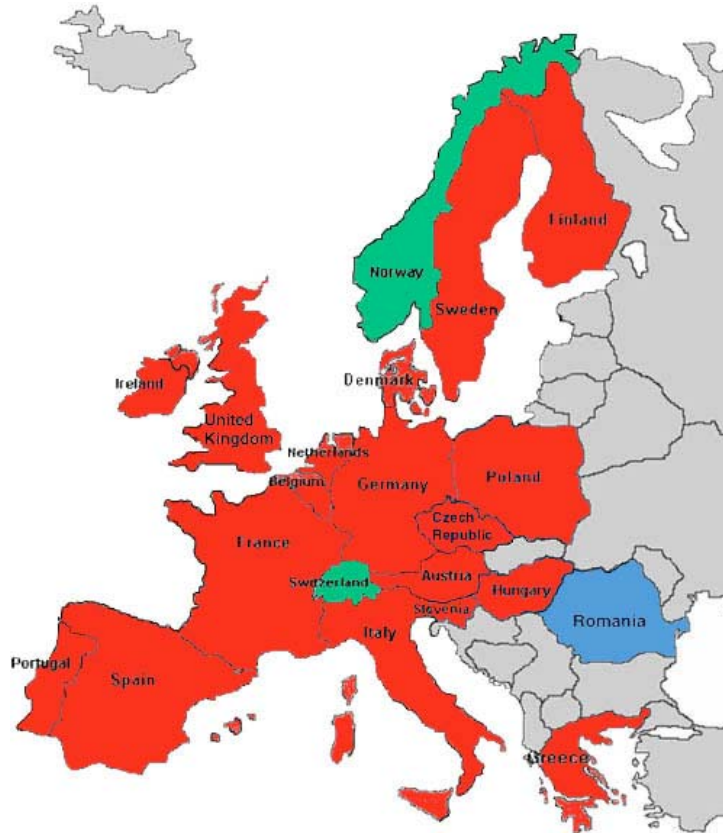 Finland
Norway
Sweden
Denmark
Ireland
United
Kingdom
Netherlands
Belgium
Germany
Poland
Czech
Republic
France
Switzerland
Austria
Hungary
Slovenia
Romania
Italy
Portugal
Spain
Greece